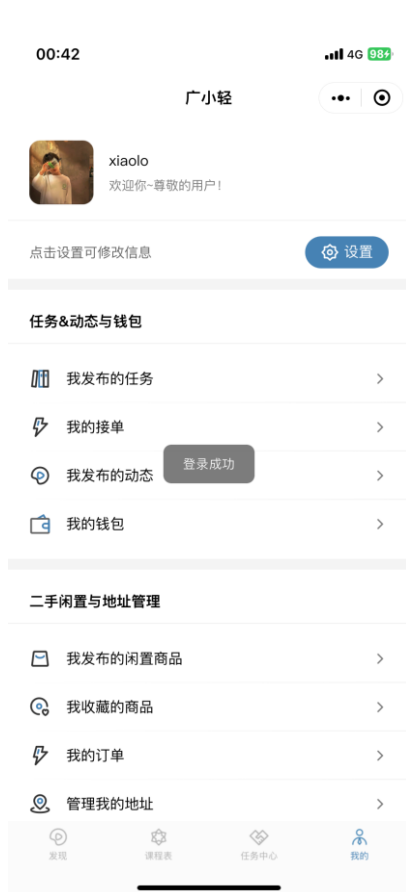 00:42 4G 98
广小轻
xiaolo
欢迎你~尊敬的用户!
点击设置可修改信息 设置
任务&动态与钱包
我发布的任务
我的接单
我发布的动态
登录成功
我的钱包
二手闲置与地址管理
我发布的闲置商品
我收藏的商品
我的订单
管理我的地址
发现 课程表 任务中心 我的